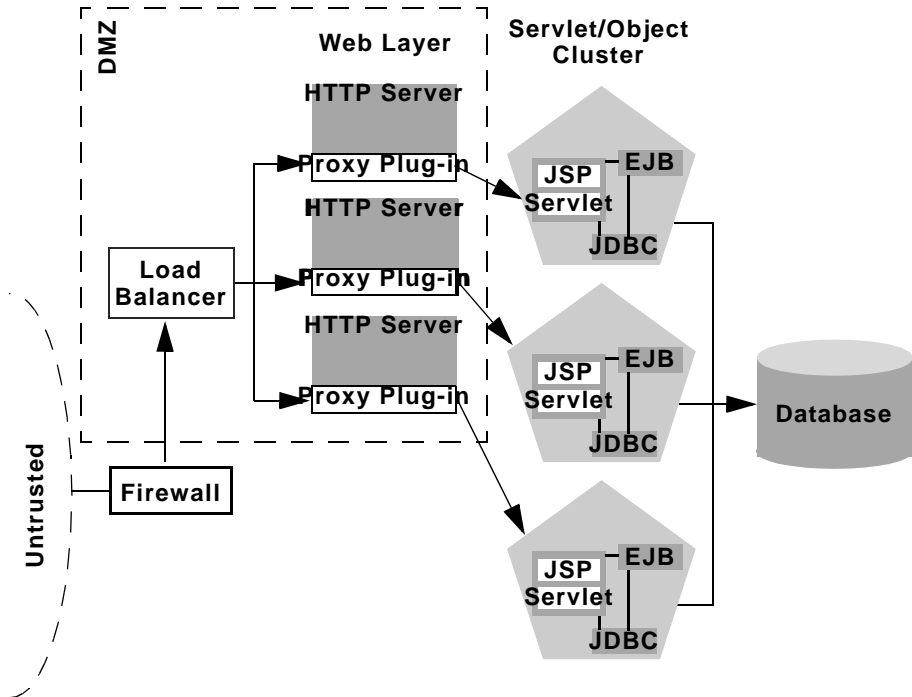 DMZ
Web Layer
Servlet/Object
Cluster
HTTP Server
Proxy Plug-in
HTTP Server
Proxy Plug-in
HTTP Server
Proxy Plug-in
Load
Balancer
Firewall
Untrusted
JSP
Servlet
EJB
JDBC
JSP
Servlet
EJB
JDBC
JSP
Servlet
EJB
JDBC
Database